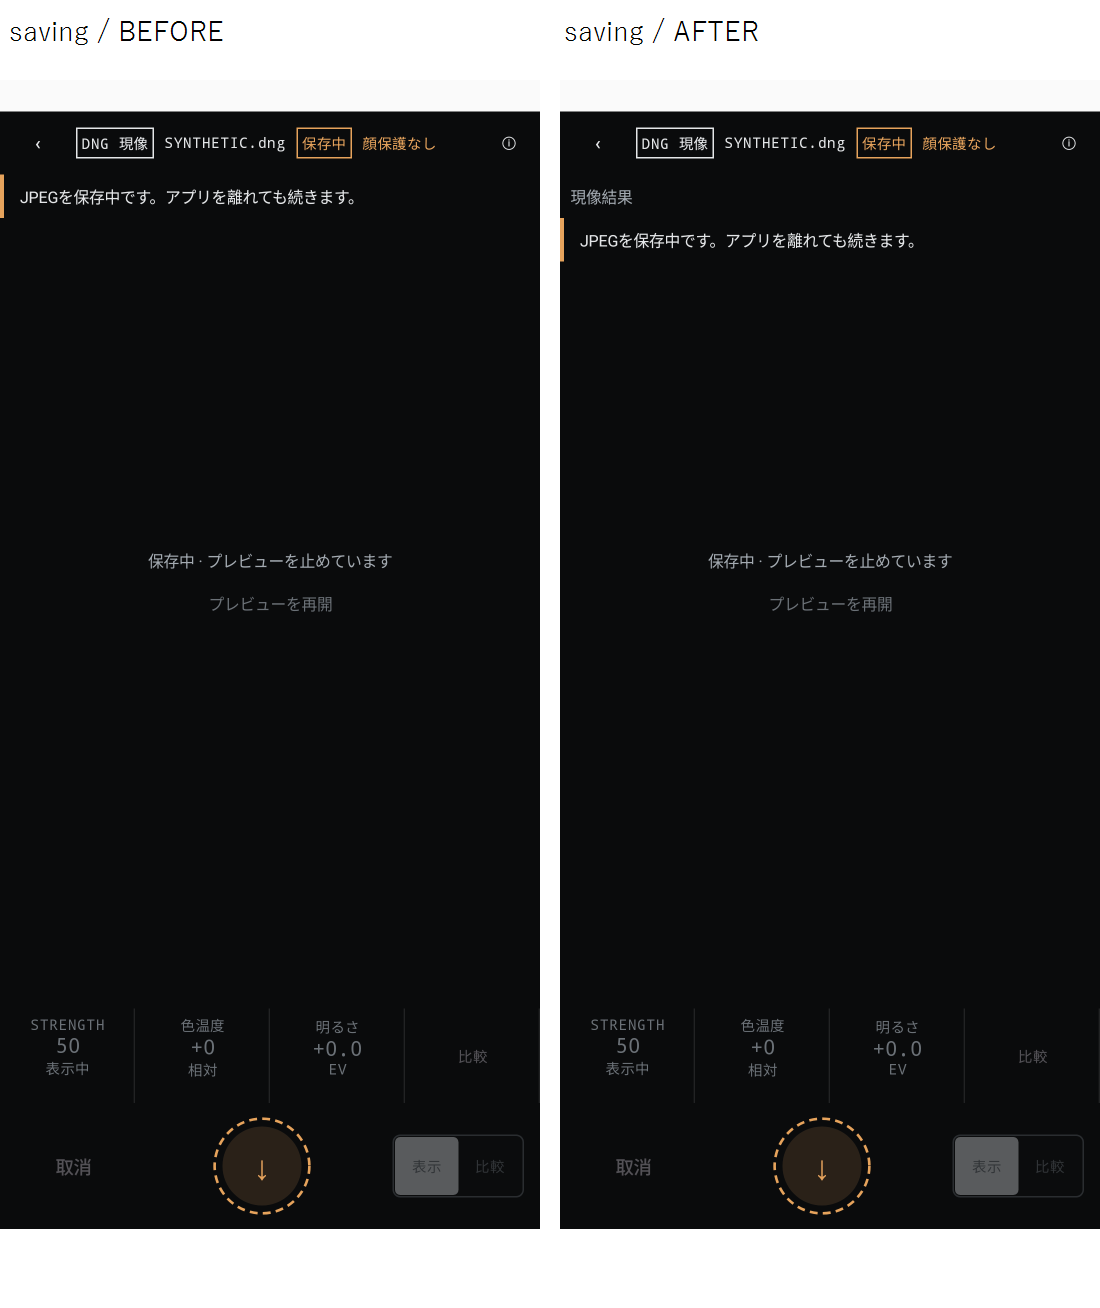 saving / BEFORE
‹ DNG 現像 SYNTHETIC.dng 保存中 顔保護なし ⓘ
JPEGを保存中です。アプリを離れても続きます。
保存中 · プレビューを止めています
プレビューを再開
STRENGTH
50
表示中
色温度
+0
相対
明るさ
+0.0
EV
比較
取消
↓
表示 比較
saving / AFTER
‹ DNG 現像 SYNTHETIC.dng 保存中 顔保護なし ⓘ
現像結果
JPEGを保存中です。アプリを離れても続きます。
保存中 · プレビューを止めています
プレビューを再開
STRENGTH
50
表示中
色温度
+0
相対
明るさ
+0.0
EV
比較
取消
↓
表示 比較